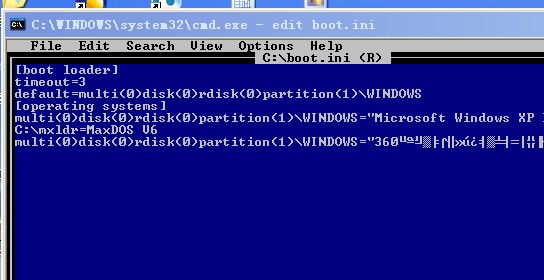 C:\WINDOWS\system32\cmd.exe - edit boot.ini
File Edit Search View Options Help
C:\boot.ini (R)
[boot loader]
timeout=3
default=multi(0)disk(0)rdisk(0)partition(1)\WINDOWS
[operating systems]
multi(0)disk(0)rdisk(0)partition(1)\WINDOWS="Microsoft Windows XP
C:\mxldr=MaxDOS V6
multi(0)disk(0)rdisk(0)partition(1)\WINDOWS="360